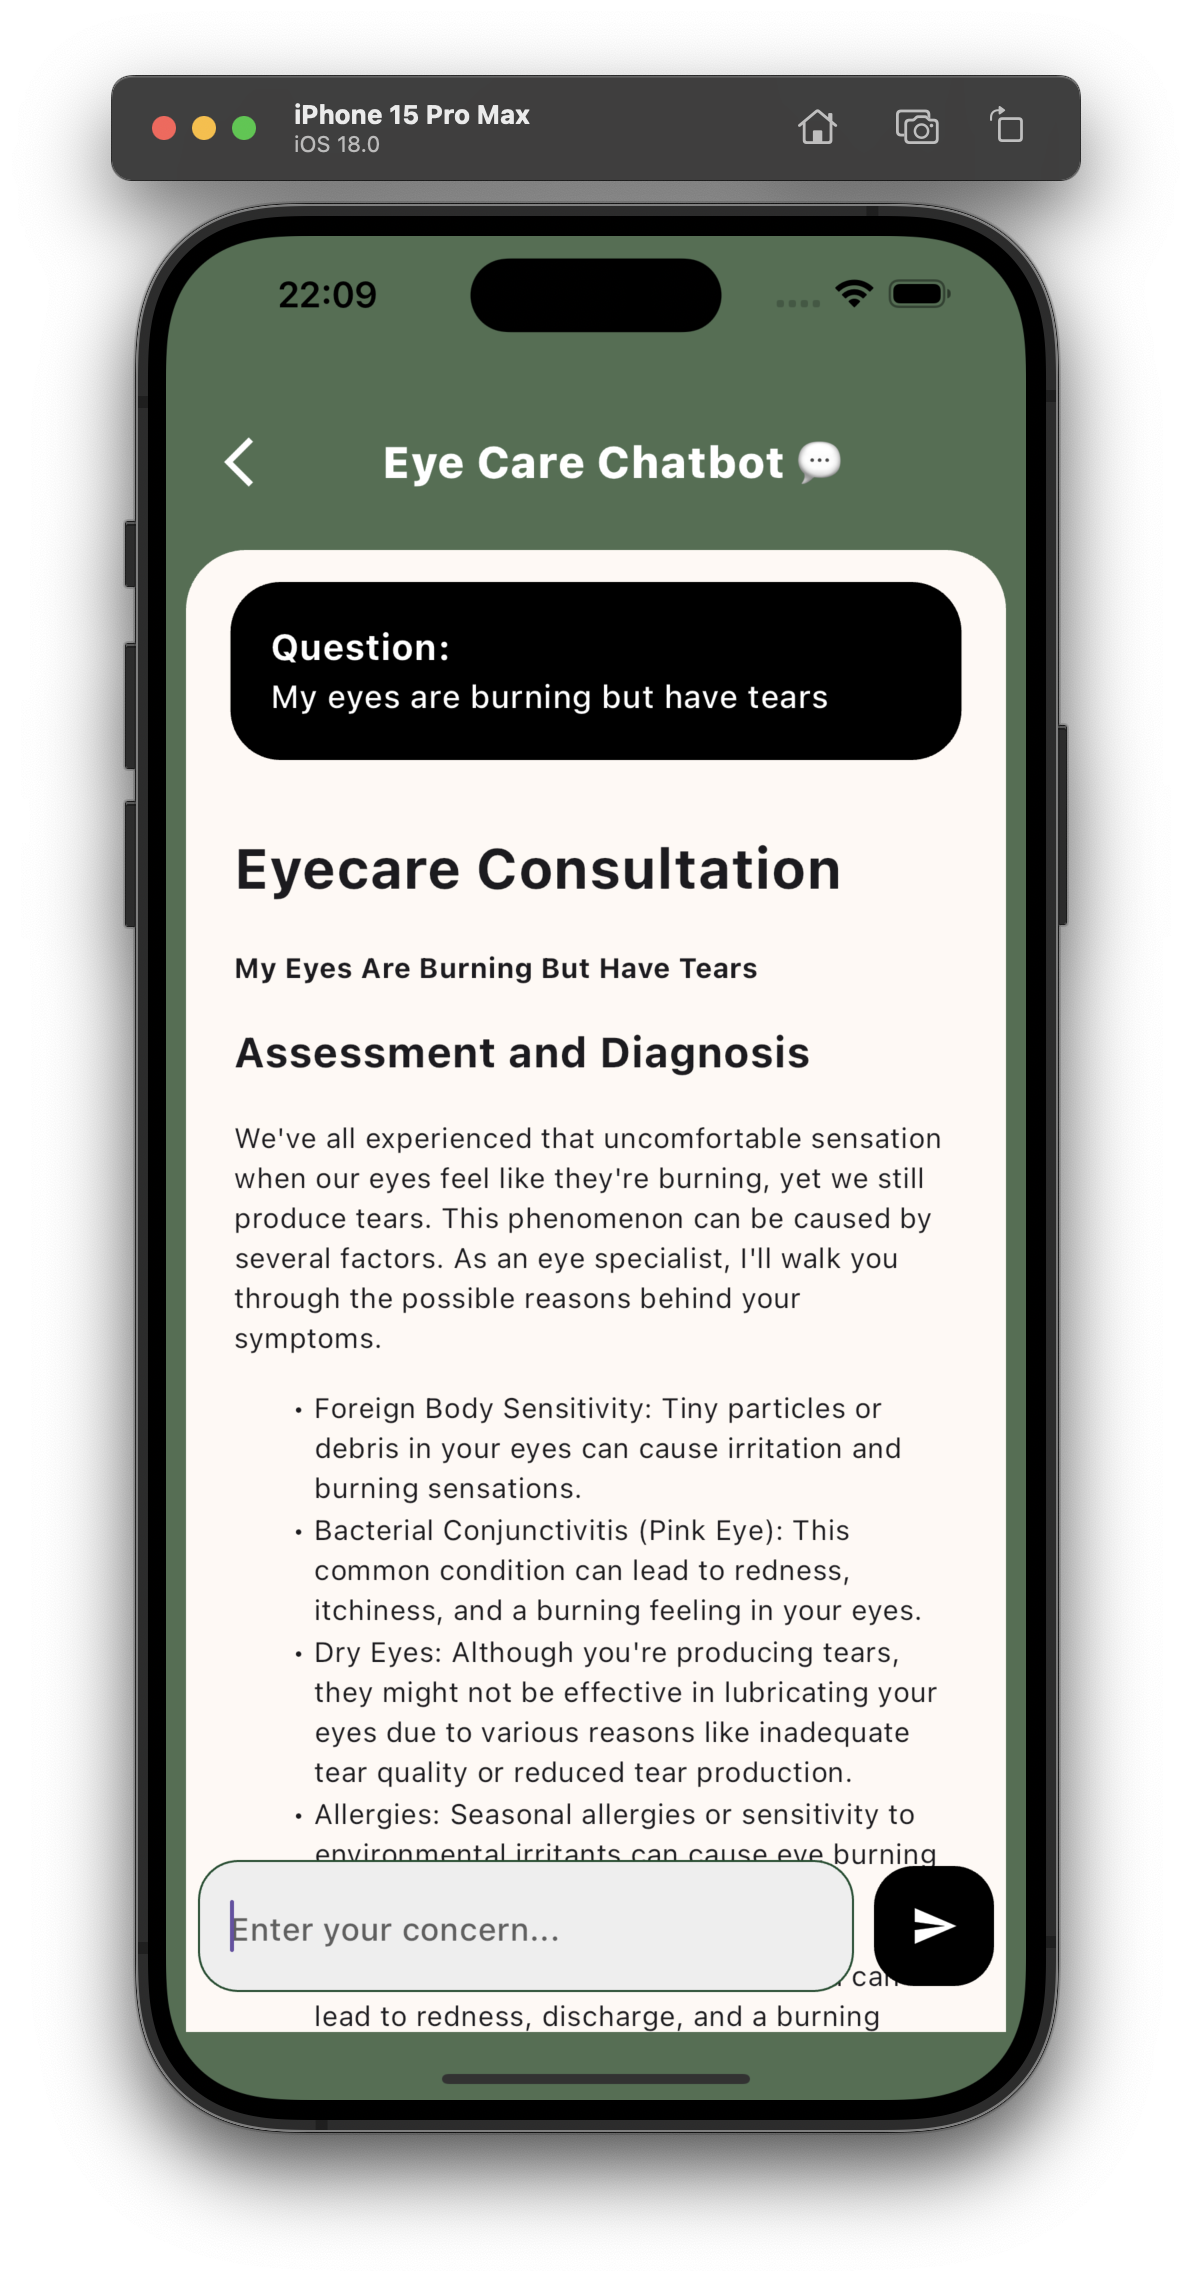 iPhone 15 Pro Max
iOS 18.0
22:09
Eye Care Chatbot 💬
Question:
My eyes are burning but have tears
Eyecare Consultation
My Eyes Are Burning But Have Tears
Assessment and Diagnosis
We've all experienced that uncomfortable sensation
when our eyes feel like they're burning, yet we still
produce tears. This phenomenon can be caused by
several factors. As an eye specialist, I'll walk you
through the possible reasons behind your
symptoms.
• Foreign Body Sensitivity: Tiny particles or
debris in your eyes can cause irritation and
burning sensations.
• Bacterial Conjunctivitis (Pink Eye): This
common condition can lead to redness,
itchiness, and a burning feeling in your eyes.
• Dry Eyes: Although you're producing tears,
they might not be effective in lubricating your
eyes due to various reasons like inadequate
tear quality or reduced tear production.
• Allergies: Seasonal allergies or sensitivity to
environmental irritants can cause eye burning
Enter your concern...
can
lead to redness, discharge, and a burning